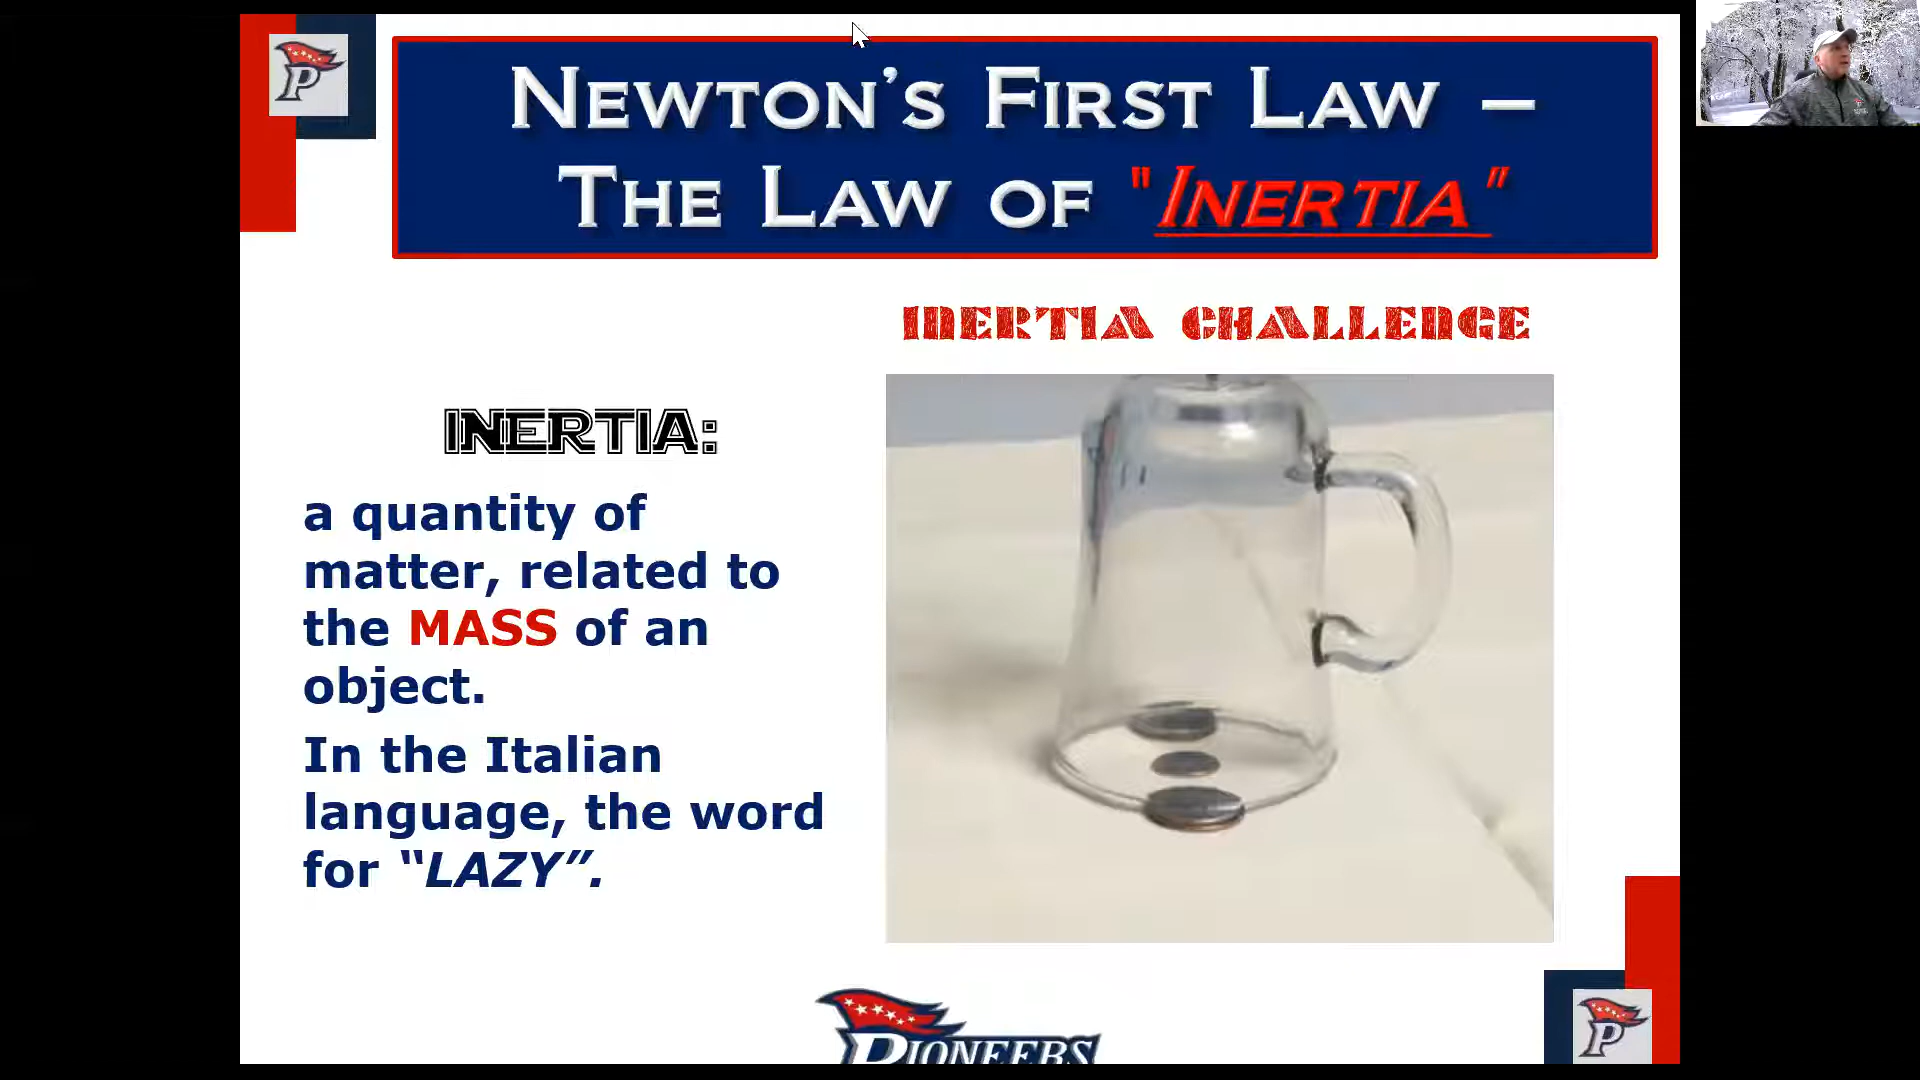 P
NEWTON'S FIRST LAW –
THE LAW OF "INERTIA"
INERTIA CHALLENGE
INERTIA:
a quantity of
matter, related to
the MASS of an
object.
In the Italian
language, the word
for “LAZY”.
PIONEERS
P